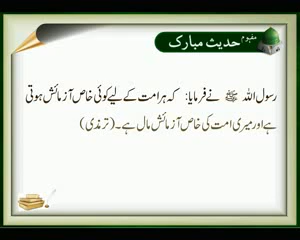 مفہوم حدیث مبارک
رسول اللہ ﷺ نے فرمایا: کہ ہر امت کے لیے کوئی خاص آزمائش ہوتی
ہے اور میری امت کی خاص آزمائش مال ہے۔ (ترمذی)